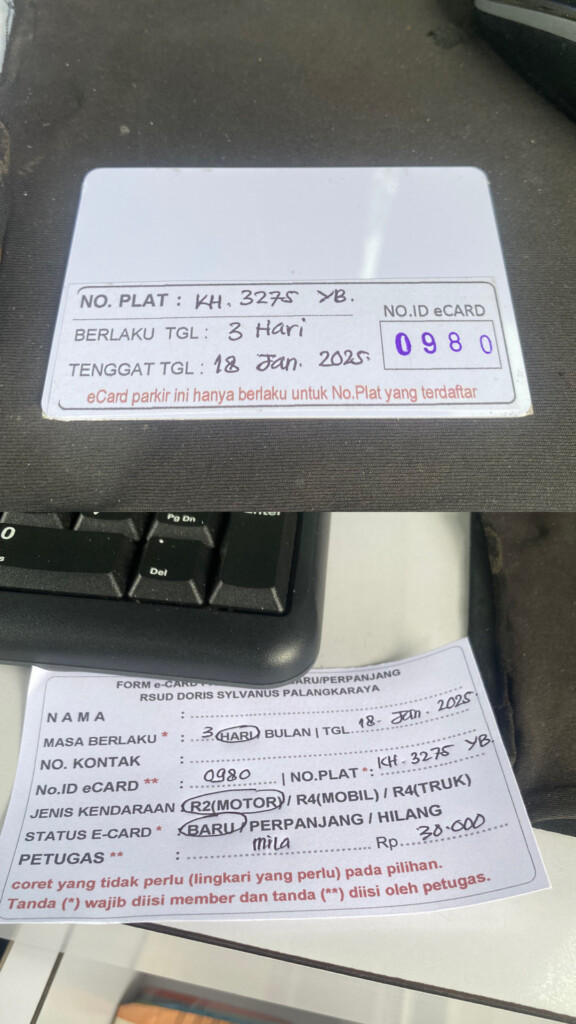 NO. PLAT : KH. 3275 YB.
BERLAKU TGL : 3 Hari
TENGGAT TGL : 18 Jan. 2025.
NO.ID eCARD
0980
eCard parkir ini hanya berlaku untuk No.Plat yang terdaftar
0
Pg Dn
Enter
Del
FORM e-CARD ARU/PERPANJANG
RSUD DORIS SYLVANUS PALANGKARAYA
NAMA :
MASA BERLAKU * : 3 HARI BULAN | TGL 18. Jan. 2025.
NO. KONTAK :
No.ID eCARD ** : 0980 | NO.PLAT * : KH. 3275 YB.
JENIS KENDARAAN R2(MOTOR) / R4(MOBIL) / R4(TRUK)
STATUS E-CARD * BARU / PERPANJANG / HILANG
PETUGAS ** : mila Rp. 30.000
coret yang tidak perlu (lingkari yang perlu) pada pilihan.
Tanda (*) wajib diisi member dan tanda (**) diisi oleh petugas.